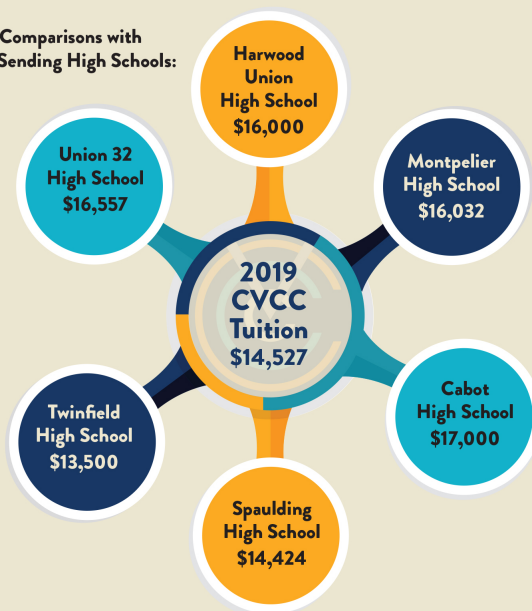 Comparisons with
Sending High Schools:
Harwood
Union
High School
$16,000
Union 32
High School
$16,557
Montpelier
High School
$16,032
2019
CVCC
Tuition
$14,527
Twinfield
High School
$13,500
Cabot
High School
$17,000
Spaulding
High School
$14,424